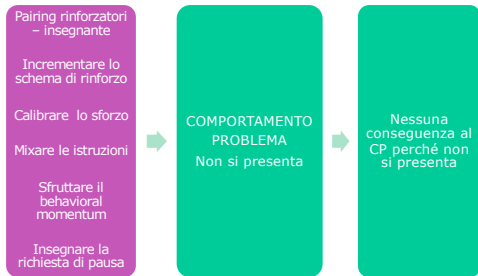 Pairing rinforzatori
– insegnante
Incrementare lo
schema di rinforzo
Calibrare lo sforzo
Mixare le istruzioni
Sfruttare il
behavioral
momentum
Insegnare la
richiesta di pausa
COMPORTAMENTO
PROBLEMA
Non si presenta
Nessuna
conseguenza al
CP perché non
si presenta